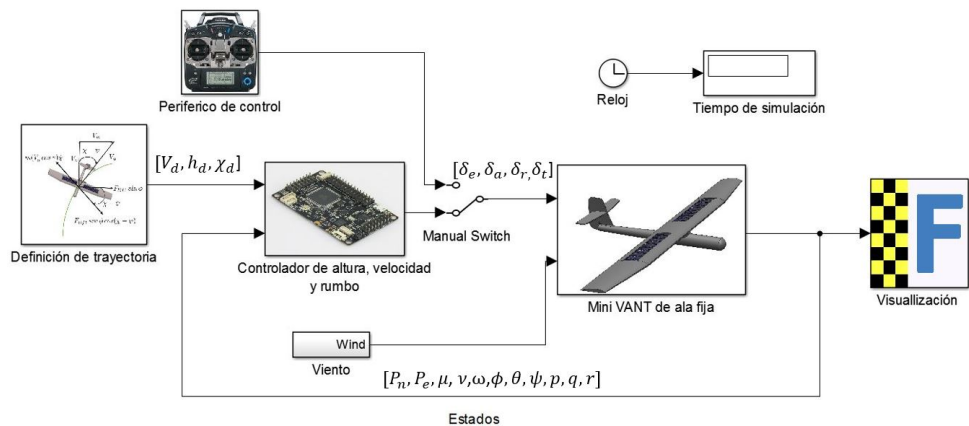 Periferico de control
Reloj
Tiempo de simulación
[V_d, h_d, χ_d]
[δ_e, δ_a, δ_r, δ_t]
Definición de trayectoria
Controlador de altura, velocidad
y rumbo
Manual Switch
Mini VANT de ala fija
F
Visuallización
Wind
Viento
[P_n, P_e, μ, ν, ω, ϕ, θ, ψ, p, q, r]
Estados